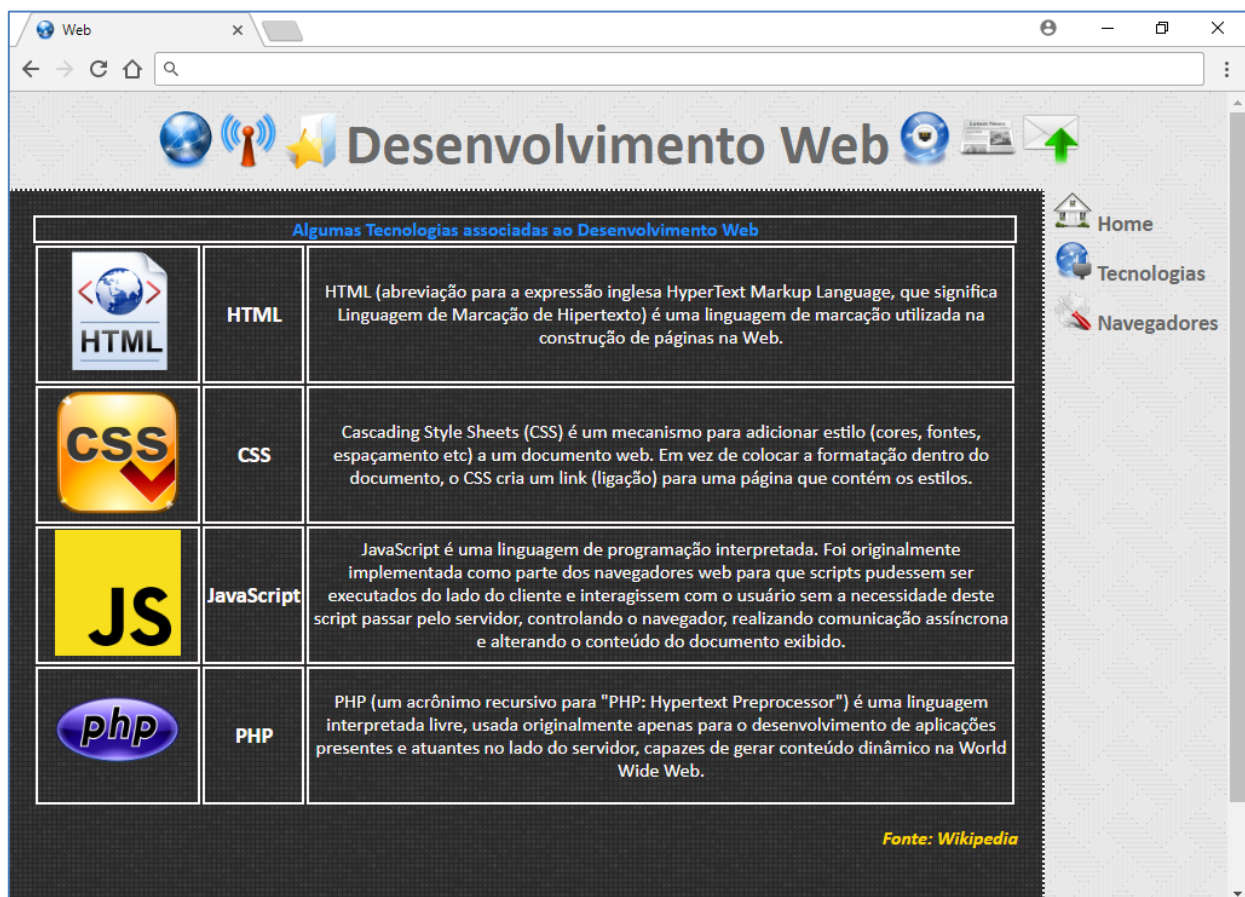 Web
Desenvolvimento Web
Latest News
Home
Tecnologias
Navegadores
Algumas Tecnologias associadas ao Desenvolvimento Web
HTML
HTML
HTML (abreviação para a expressão inglesa HyperText Markup Language, que significa
Linguagem de Marcação de Hipertexto) é uma linguagem de marcação utilizada na
construção de páginas na Web.
CSS
CSS
Cascading Style Sheets (CSS) é um mecanismo para adicionar estilo (cores, fontes,
espaçamento etc) a um documento web. Em vez de colocar a formatação dentro do
documento, o CSS cria um link (ligação) para uma página que contém os estilos.
JS
JavaScript
JavaScript é uma linguagem de programação interpretada. Foi originalmente
implementada como parte dos navegadores web para que scripts pudessem ser
executados do lado do cliente e interagissem com o usuário sem a necessidade deste
script passar pelo servidor, controlando o navegador, realizando comunicação assíncrona
e alterando o conteúdo do documento exibido.
php
PHP
PHP (um acrônimo recursivo para "PHP: Hypertext Preprocessor") é uma linguagem
interpretada livre, usada originalmente apenas para o desenvolvimento de aplicações
presentes e atuantes no lado do servidor, capazes de gerar conteúdo dinâmico na World
Wide Web.
Fonte: Wikipedia